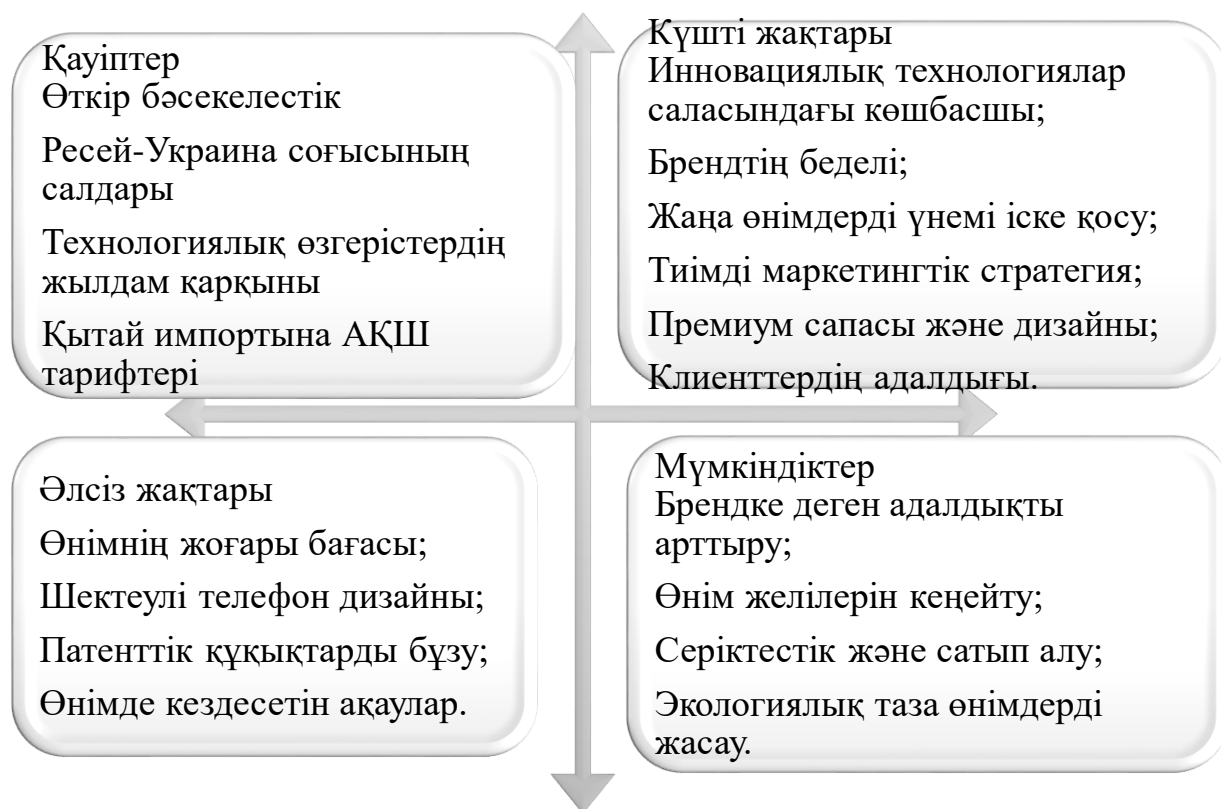 Қауіптер
Өткір бәсекелестік
Ресей-Украина соғысының
салдары
Технологиялық өзгерістердің
жылдам қарқыны
Қытай импортына АҚШ
тарифтері
Күшті жақтары
Инновациялық технологиялар
саласындағы көшбасшы;
Брендтің беделі;
Жаңа өнімдерді үнемі іске қосу;
Тиімді маркетингтік стратегия;
Премиум сапасы және дизайны;
Клиенттердің адалдығы.
Әлсіз жақтары
Өнімнің жоғары бағасы;
Шектеулі телефон дизайны;
Патенттік құқықтарды бұзу;
Өнімде кездесетін ақаулар.
Мүмкіндіктер
Брендке деген адалдықты
арттыру;
Өнім желілерін кеңейту;
Серіктестік және сатып алу;
Экологиялық таза өнімдерді
жасау.